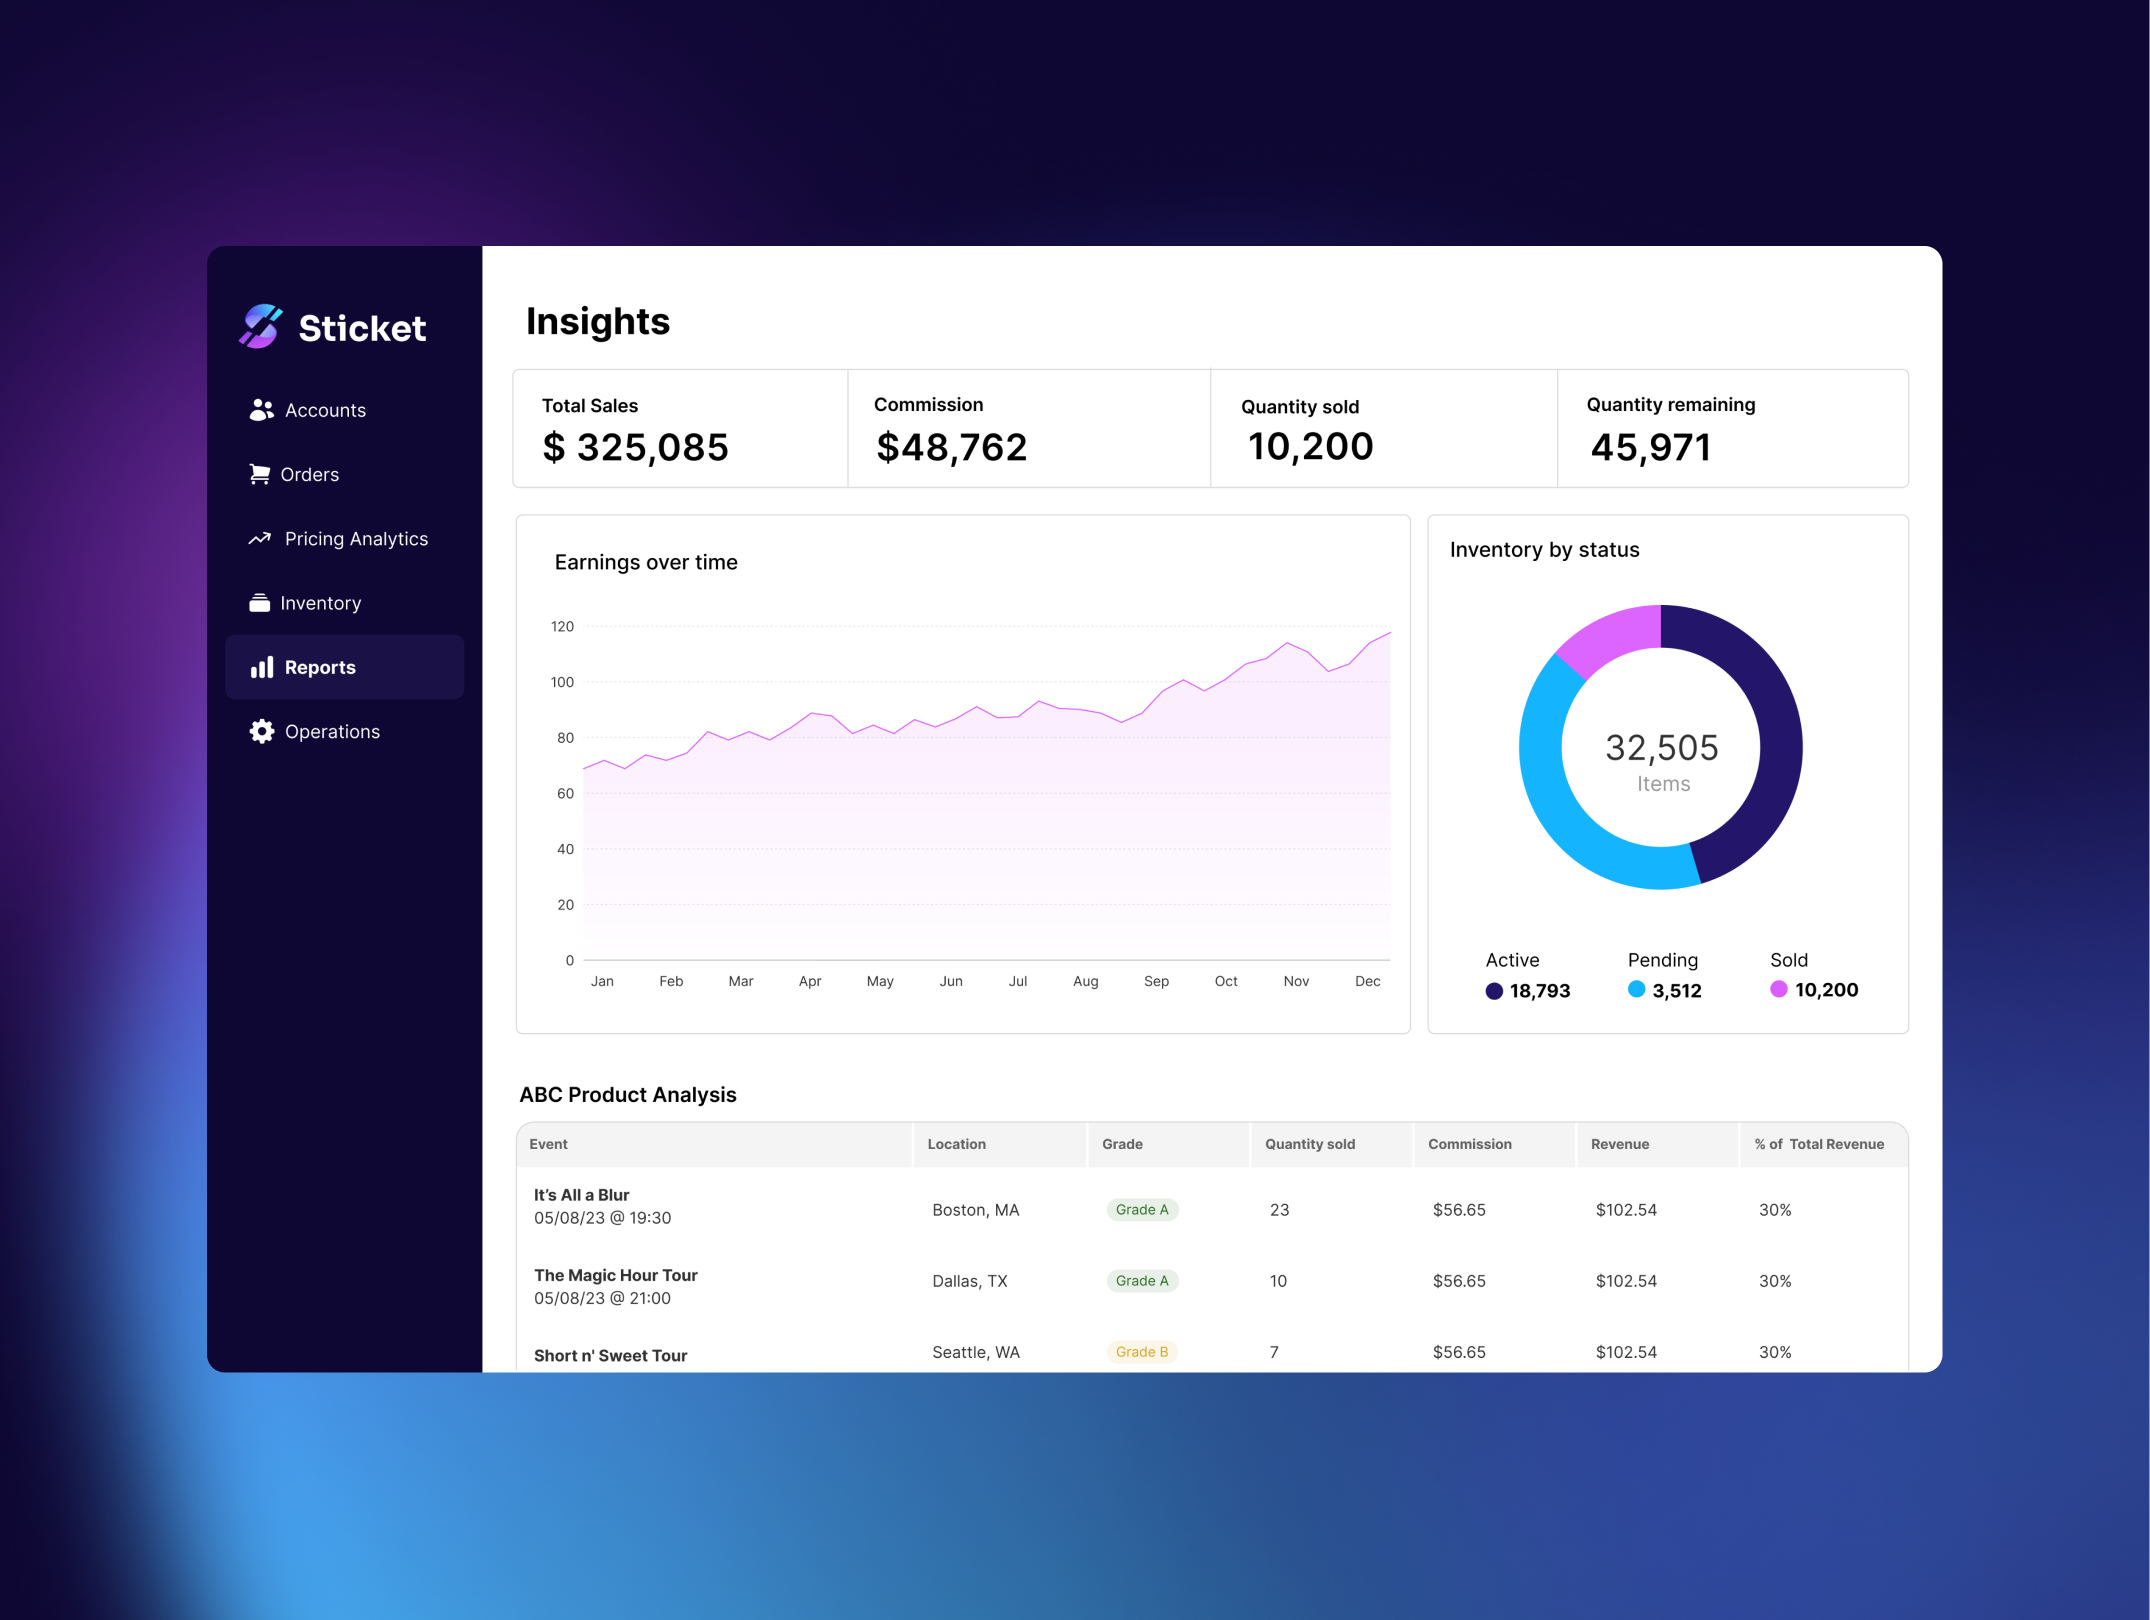 Sticket
Accounts
Orders
Pricing Analytics
Inventory
Reports
Operations
Insights
Total Sales
$ 325,085
Commission
$48,762
Quantity sold
10,200
Quantity remaining
45,971
Earnings over time
120
100
80
60
40
20
0
Jan Feb Mar Apr May Jun Jul Aug Sep Oct Nov Dec
Inventory by status
32,505
Items
Active
18,793
Pending
3,512
Sold
10,200
ABC Product Analysis
Event Location Grade Quantity sold Commission Revenue % of Total Revenue
It's All a Blur
05/08/23 @ 19:30
Boston, MA Grade A 23 $56.65 $102.54 30%
The Magic Hour Tour
05/08/23 @ 21:00
Dallas, TX Grade A 10 $56.65 $102.54 30%
Short n' Sweet Tour
Seattle, WA Grade B 7 $56.65 $102.54 30%